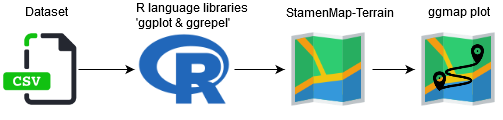 Dataset
R language libraries
'ggplot & ggrepel'
StamenMap-Terrain
ggmap plot
CSV
R